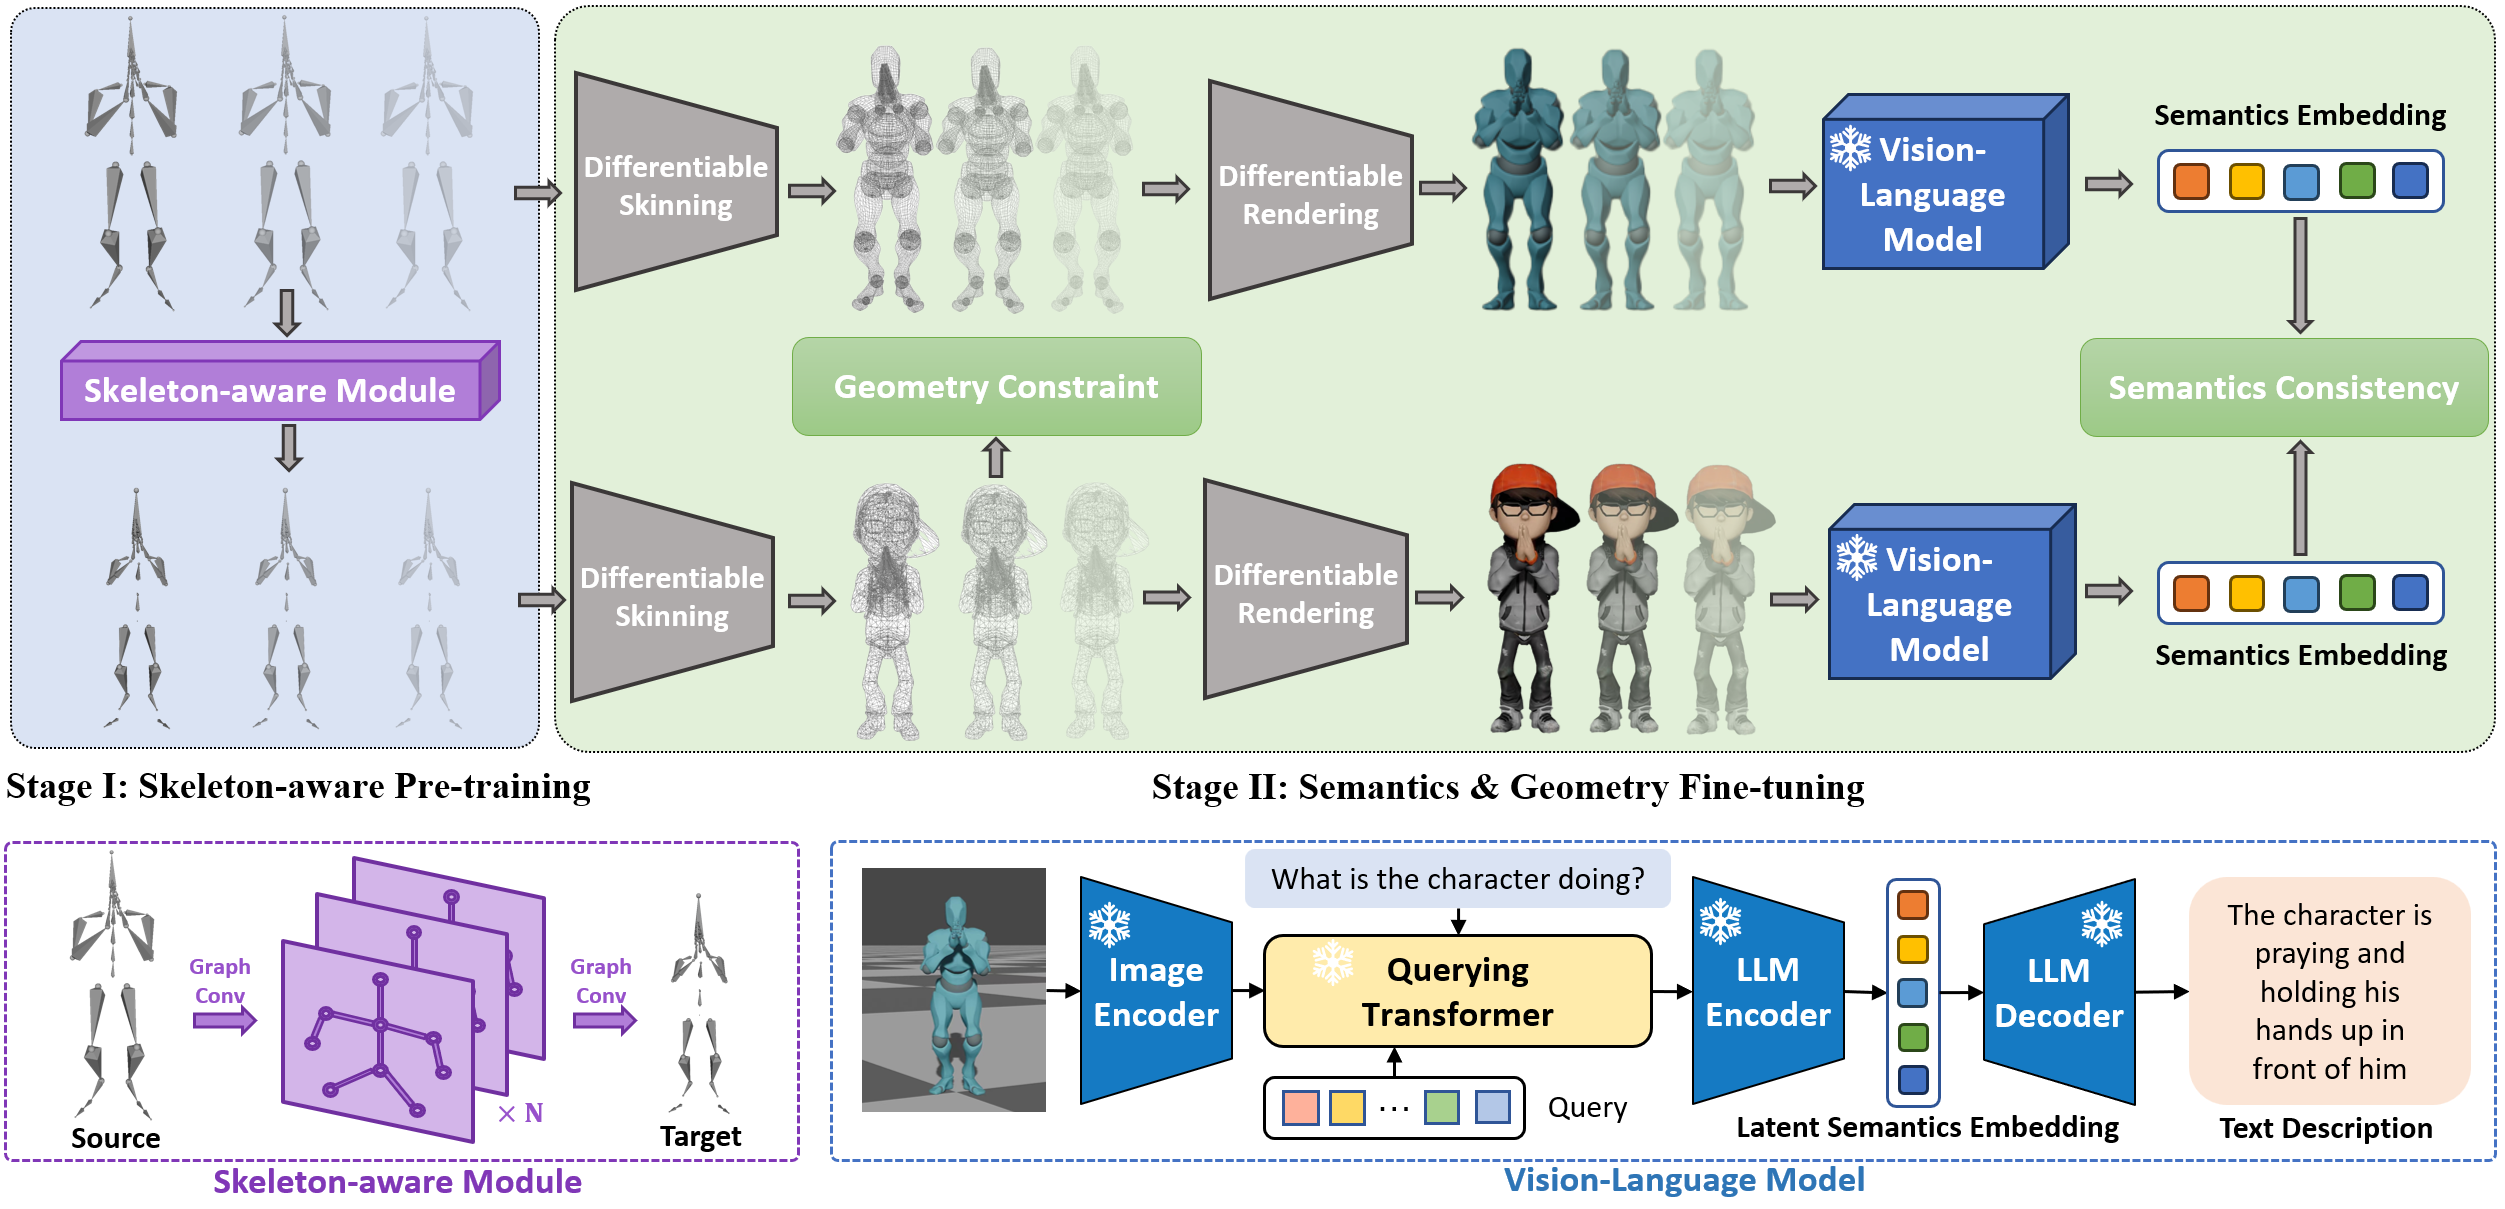 Differentiable
Skinning
Differentiable
Rendering
Vision-
Language
Model
Semantics Embedding
Skeleton-aware Module
Geometry Constraint
Semantics Consistency
Differentiable
Skinning
Differentiable
Rendering
Vision-
Language
Model
Semantics Embedding
Stage I: Skeleton-aware Pre-training
Stage II: Semantics & Geometry Fine-tuning
Graph
Conv
× N
Graph
Conv
Source
Target
Skeleton-aware Module
What is the character doing?
Image
Encoder
Querying
Transformer
... Query
LLM
Encoder
LLM
Decoder
Latent Semantics Embedding
The character is
praying and
holding his
hands up in
front of him
Text Description
Vision-Language Model